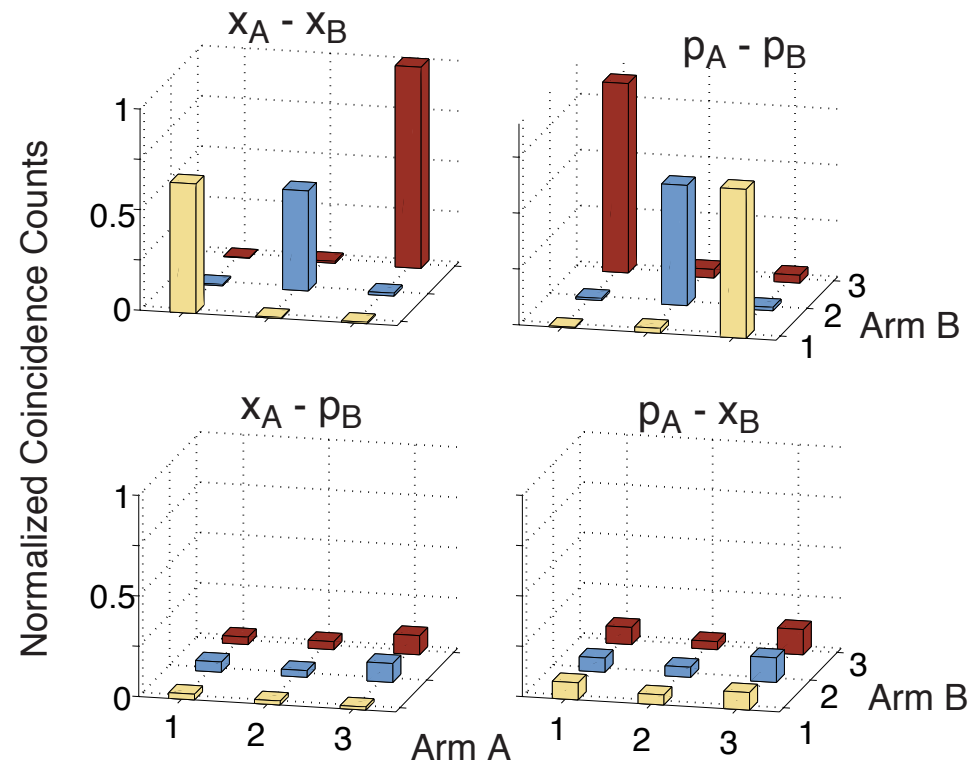 x_A - x_B
p_A - p_B
Normalized Coincidence Counts
1
0.5
0
3
2
1
Arm B
x_A - p_B
p_A - x_B
1
0.5
0
1
2
3
Arm A
1
2
3
3
2
1
Arm B